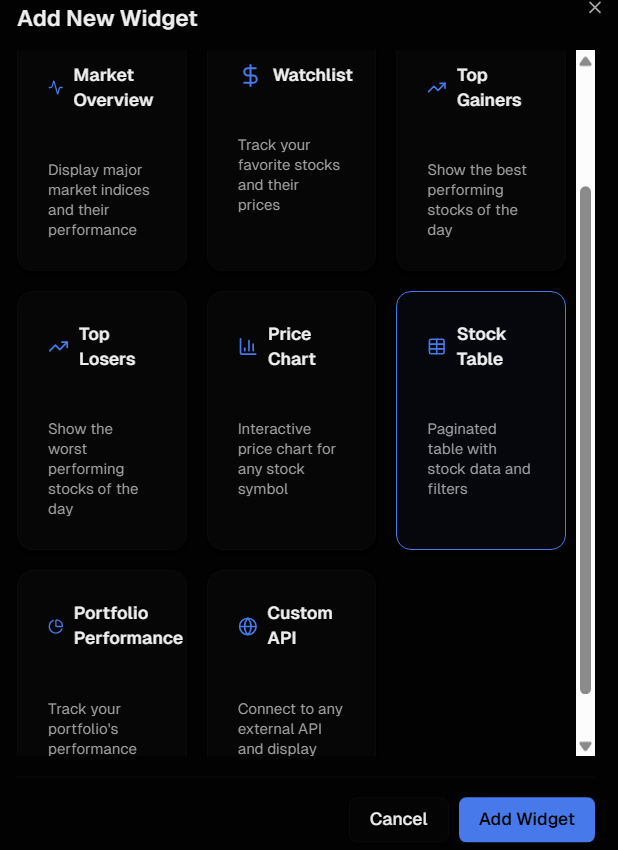 Add New Widget
Market
Overview
Display major
market indices
and their
performance
Watchlist
Track your
favorite stocks
and their
prices
Top
Gainers
Show the best
performing
stocks of the
day
Top
Losers
Show the
worst
performing
stocks of the
day
Price
Chart
Interactive
price chart for
any stock
symbol
Stock
Table
Paginated
table with
stock data and
filters
Portfolio
Performance
Track your
portfolio's
performance
Custom
API
Connect to any
external API
and display
Cancel
Add Widget